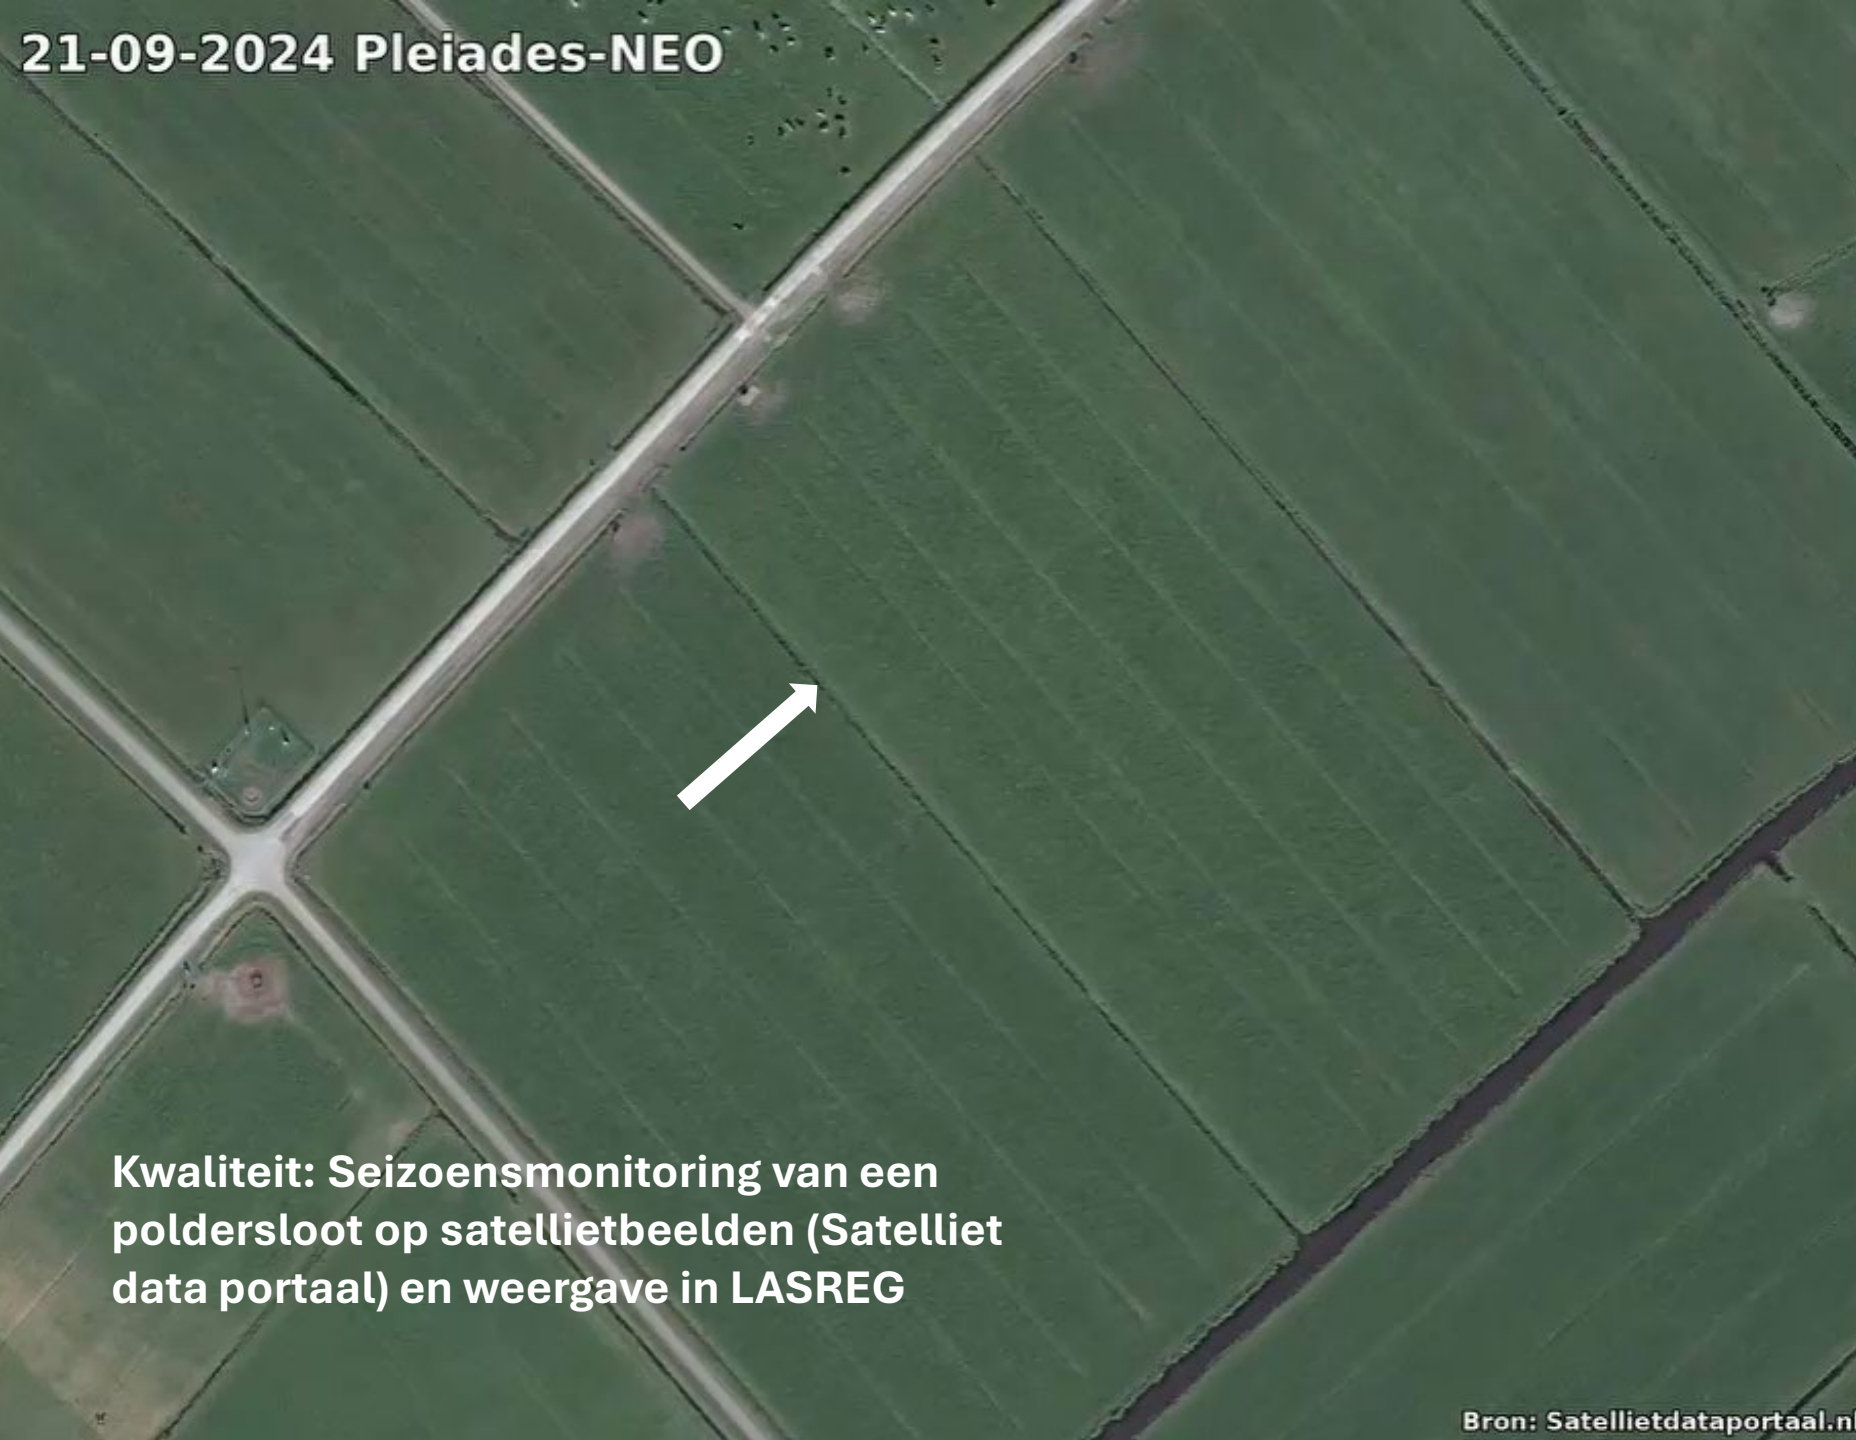 21-09-2024 Pleiades-NEO
Kwaliteit: Seizoensmonitoring van een
poldersloot op satellietbeelden (Satelliet
data portaal) en weergave in LASREG
Bron: Satellietdataportaal.nl